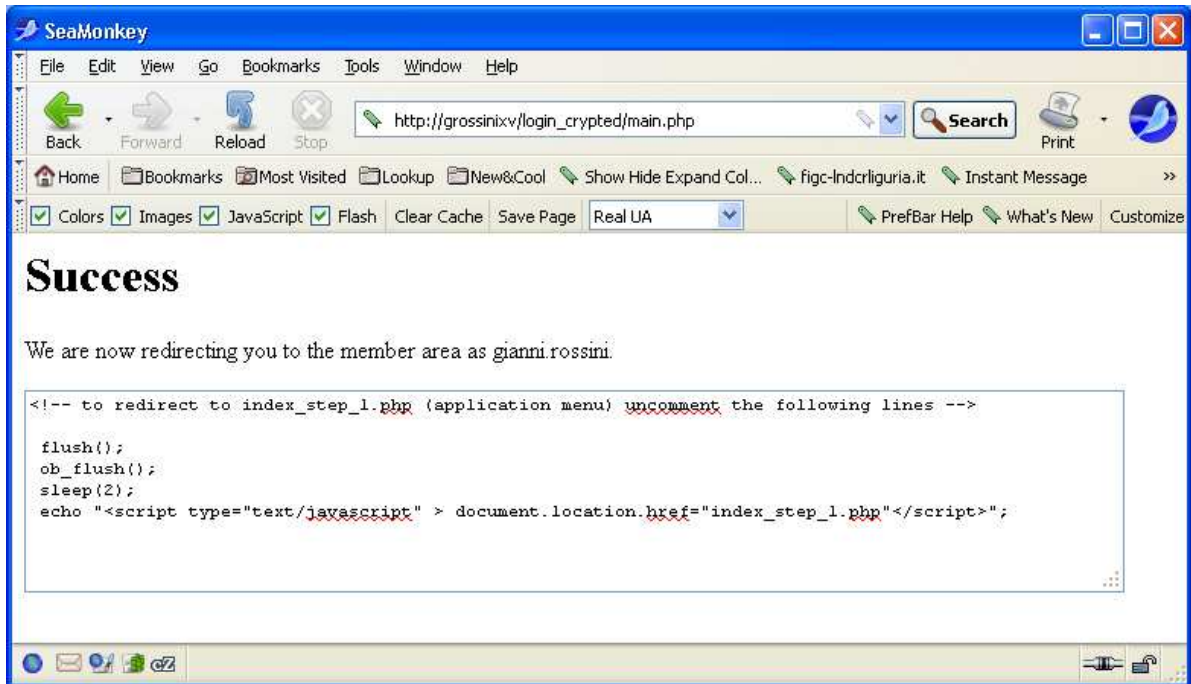 SeaMonkey
File Edit View Go Bookmarks Tools Window Help
Back Forward Reload Stop http://grossinixv/login_crypted/main.php Search Print
Home Bookmarks Most Visited Lookup New&Cool Show Hide Expand Col... figc-lndcrliguria.it Instant Message »
Colors Images JavaScript Flash Clear Cache Save Page Real UA PrefBar Help What's New Customize
Success
We are now redirecting you to the member area as gianni.rossini.
<!-- to redirect to index_step_1.php (application menu) uncomment the following lines -->
flush();
ob_flush();
sleep(2);
echo "<script type="text/javascript" > document.location.href="index_step_1.php"</script>";
cZ